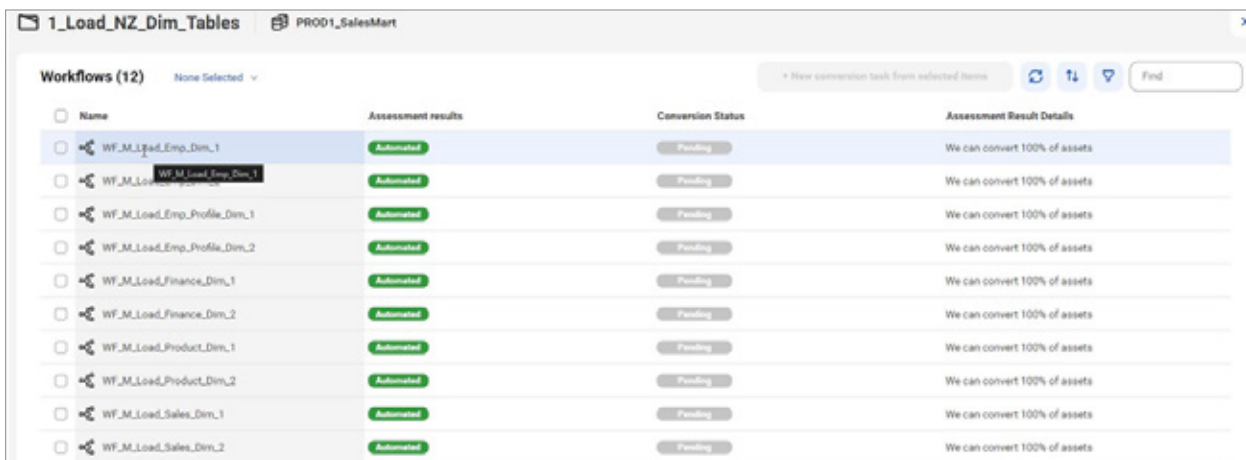 1_Load_NZ_Dim_Tables PROD1_SalesMart
Workflows (12) None Selected + New conversion task from selected items Find
Name Assessment results Conversion Status Assessment Result Details
WF_M_Load_Emp_Dim_1 Automated Pending We can convert 100% of assets
WF_M_Load_Emp_Dim_1
Automated Pending We can convert 100% of assets
WF_M_Load_Emp_Profile_Dim_1 Automated Pending We can convert 100% of assets
WF_M_Load_Emp_Profile_Dim_2 Automated Pending We can convert 100% of assets
WF_M_Load_Finance_Dim_1 Automated Pending We can convert 100% of assets
WF_M_Load_Finance_Dim_2 Automated Pending We can convert 100% of assets
WF_M_Load_Product_Dim_1 Automated Pending We can convert 100% of assets
WF_M_Load_Product_Dim_2 Automated Pending We can convert 100% of assets
WF_M_Load_Sales_Dim_1 Automated Pending We can convert 100% of assets
WF_M_Load_Sales_Dim_2 Automated Pending We can convert 100% of assets